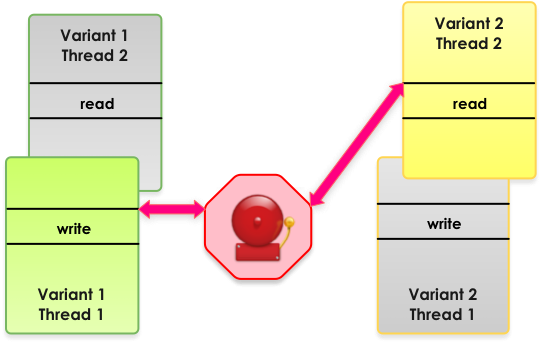 Variant 1
Thread 2
read
write
Variant 1
Thread 1
Variant 2
Thread 2
read
write
Variant 2
Thread 1